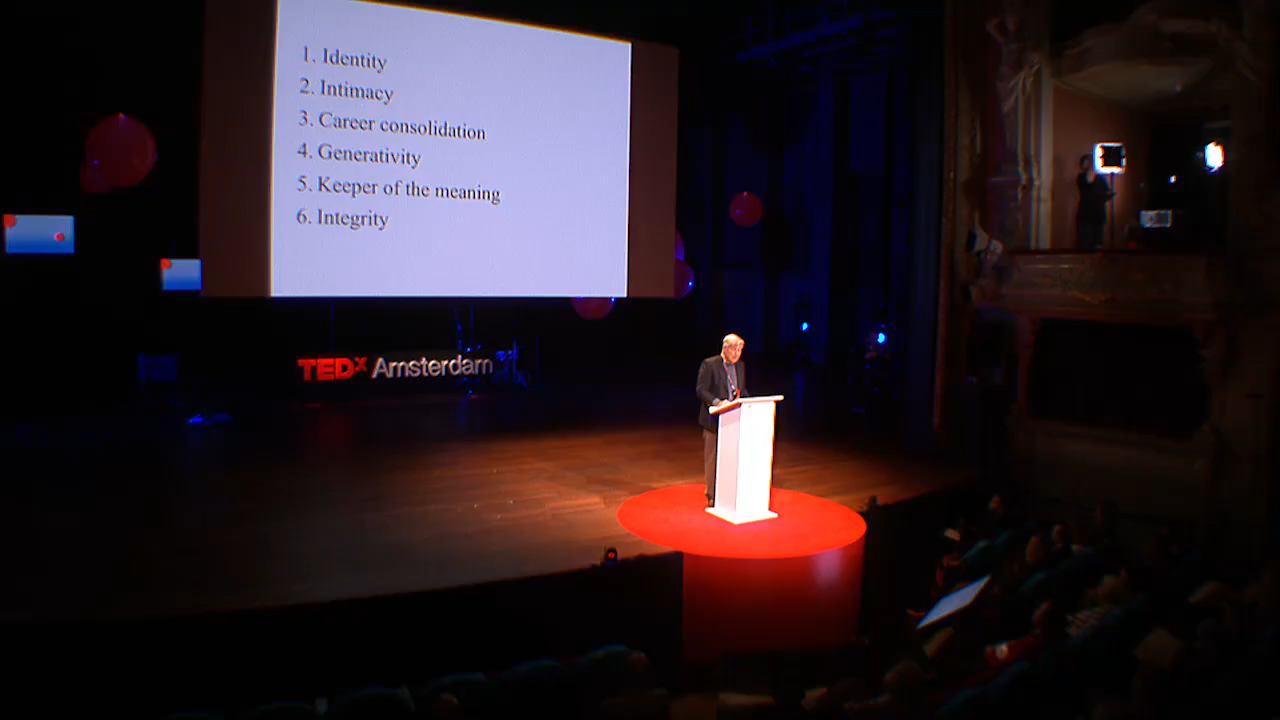 1. Identity
2. Intimacy
3. Career consolidation
4. Generativity
5. Keeper of the meaning
6. Integrity
TEDx Amsterdam